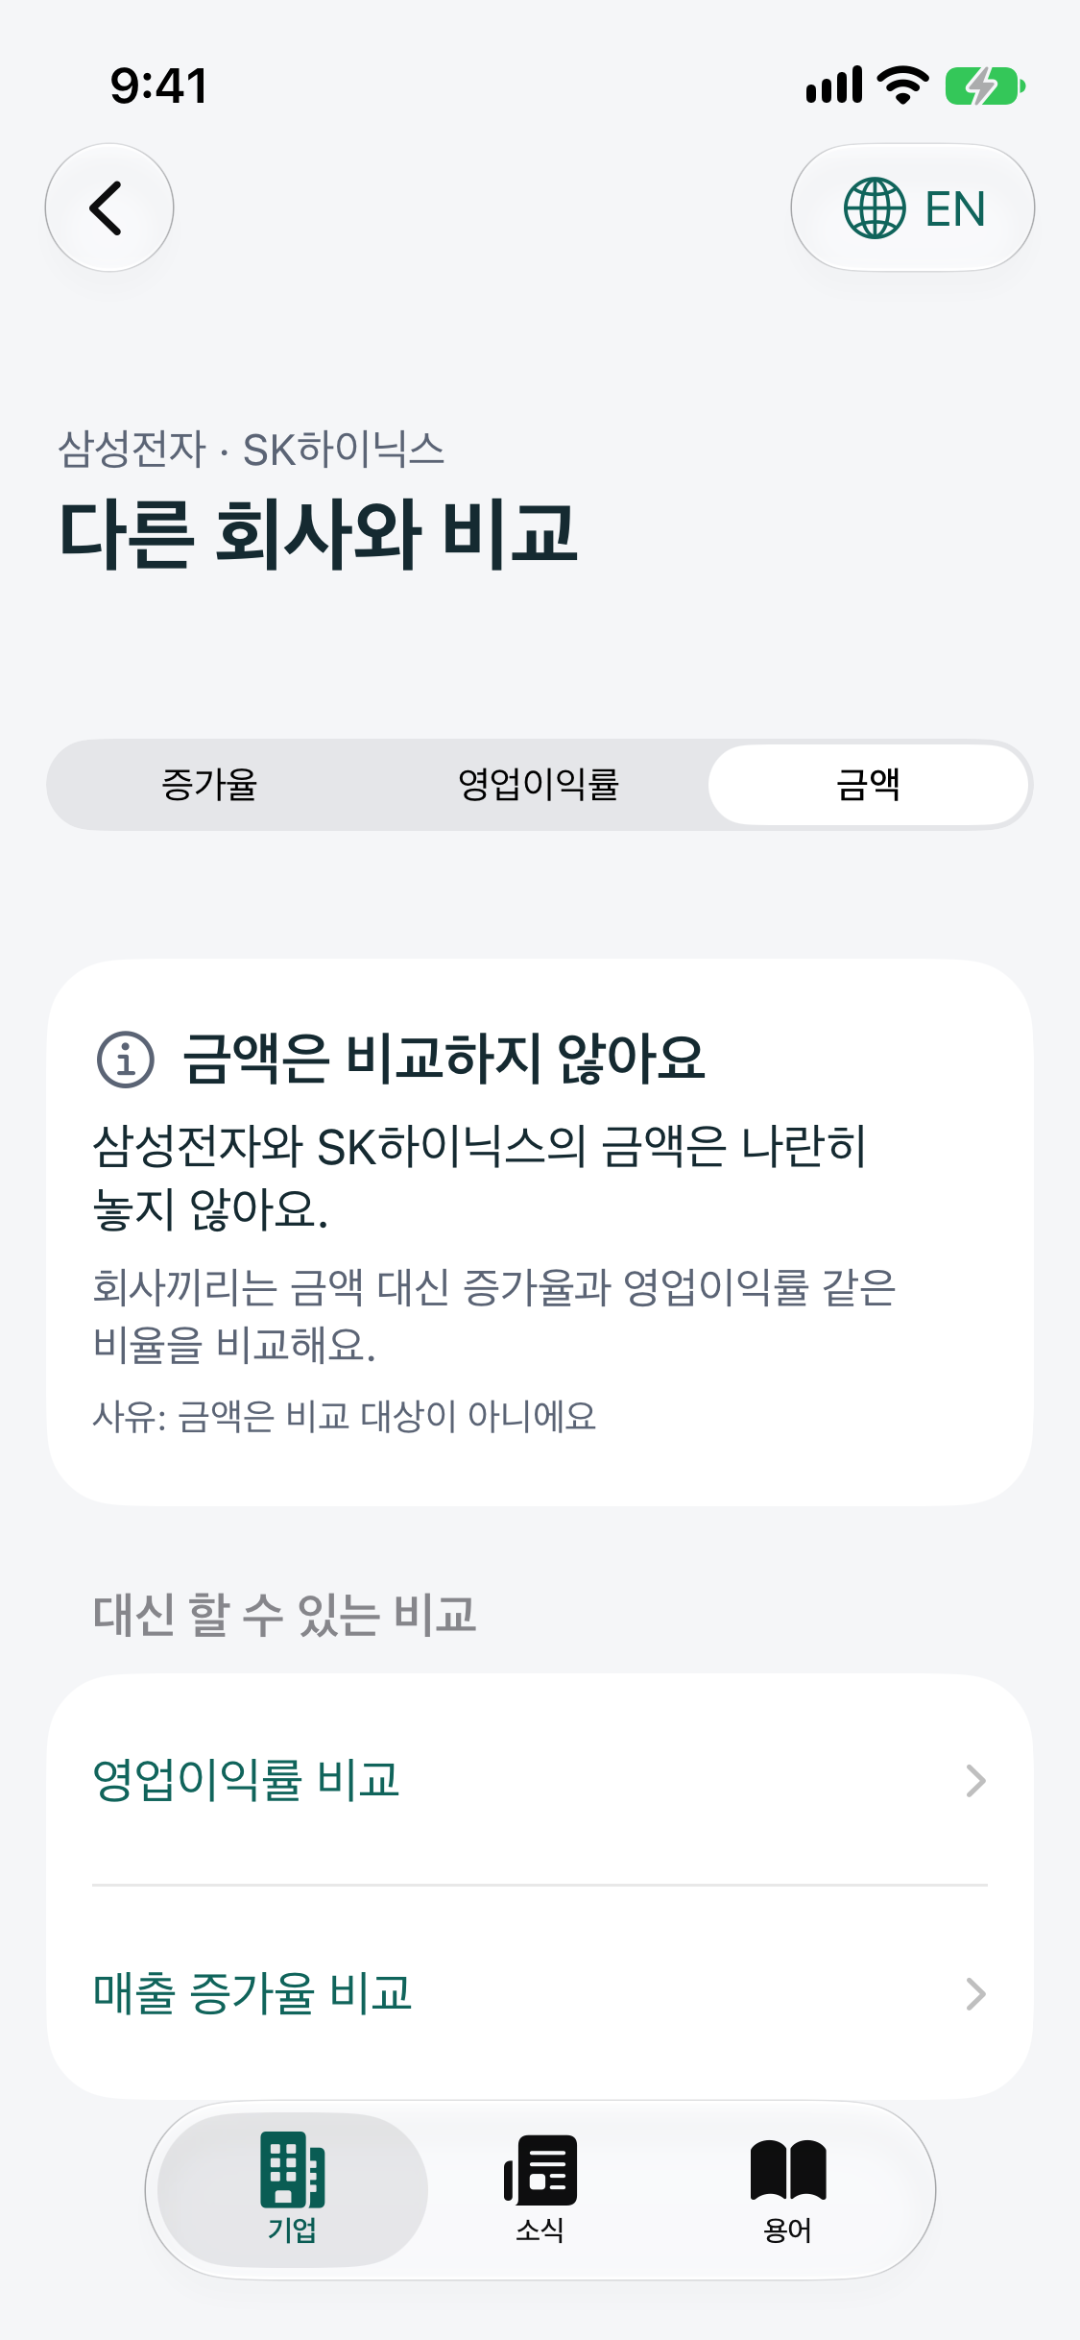 9:41
EN
삼성전자 · SK하이닉스
다른 회사와 비교
증가율 영업이익률 금액
금액은 비교하지 않아요
삼성전자와 SK하이닉스의 금액은 나란히
놓지 않아요.
회사끼리는 금액 대신 증가율과 영업이익률 같은
비율을 비교해요.
사유: 금액은 비교 대상이 아니에요
대신 할 수 있는 비교
영업이익률 비교
매출 증가율 비교
기업 소식 용어